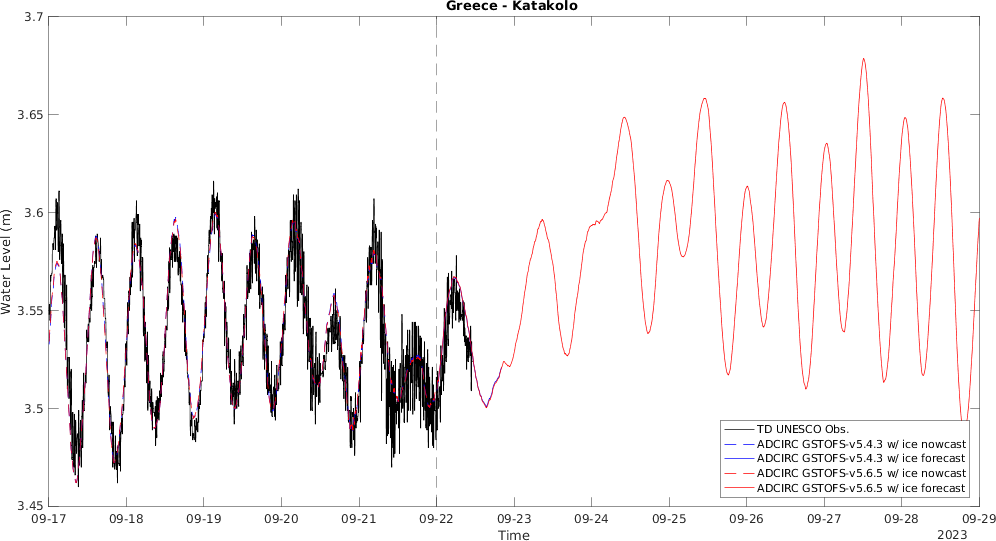 Greece - Katakolo
3.7
3.65
3.6
3.55
3.5
3.45
Water Level (m)
09-17 09-18 09-19 09-20 09-21 09-22 09-23 09-24 09-25 09-26 09-27 09-28 09-29
Time
2023
TD UNESCO Obs.
ADCIRC GSTOFS-v5.4.3 w/ ice nowcast
ADCIRC GSTOFS-v5.4.3 w/ ice forecast
ADCIRC GSTOFS-v5.6.5 w/ ice nowcast
ADCIRC GSTOFS-v5.6.5 w/ ice forecast